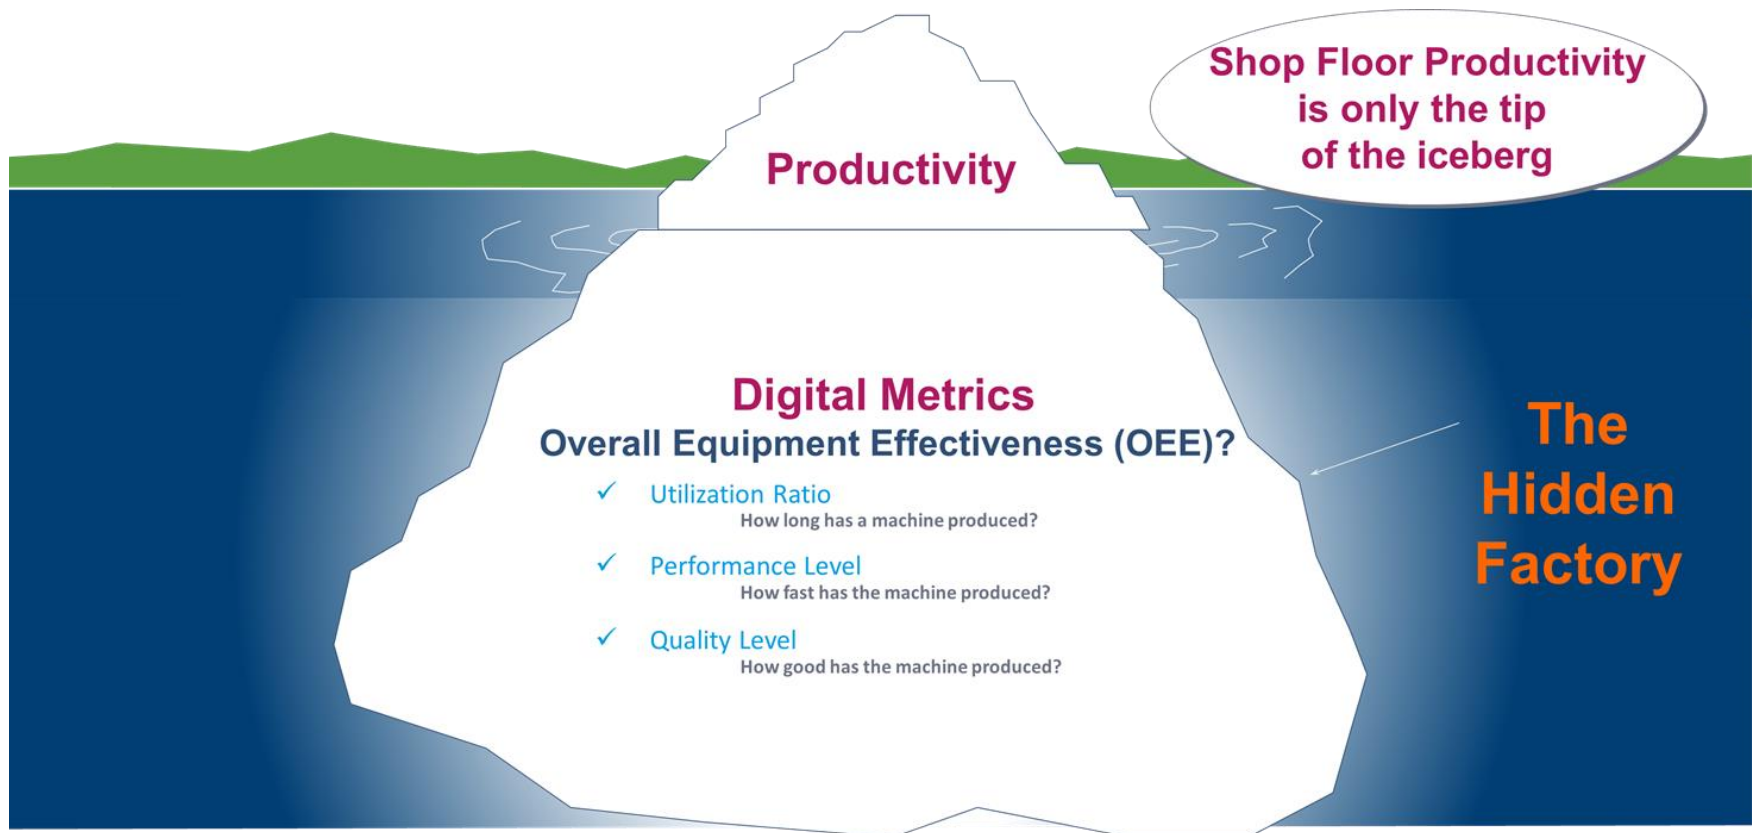 Shop Floor Productivity
is only the tip
of the iceberg
Productivity
Digital Metrics
Overall Equipment Effectiveness (OEE)?
✓ Utilization Ratio
How long has a machine produced?
✓ Performance Level
How fast has the machine produced?
✓ Quality Level
How good has the machine produced?
The
Hidden
Factory